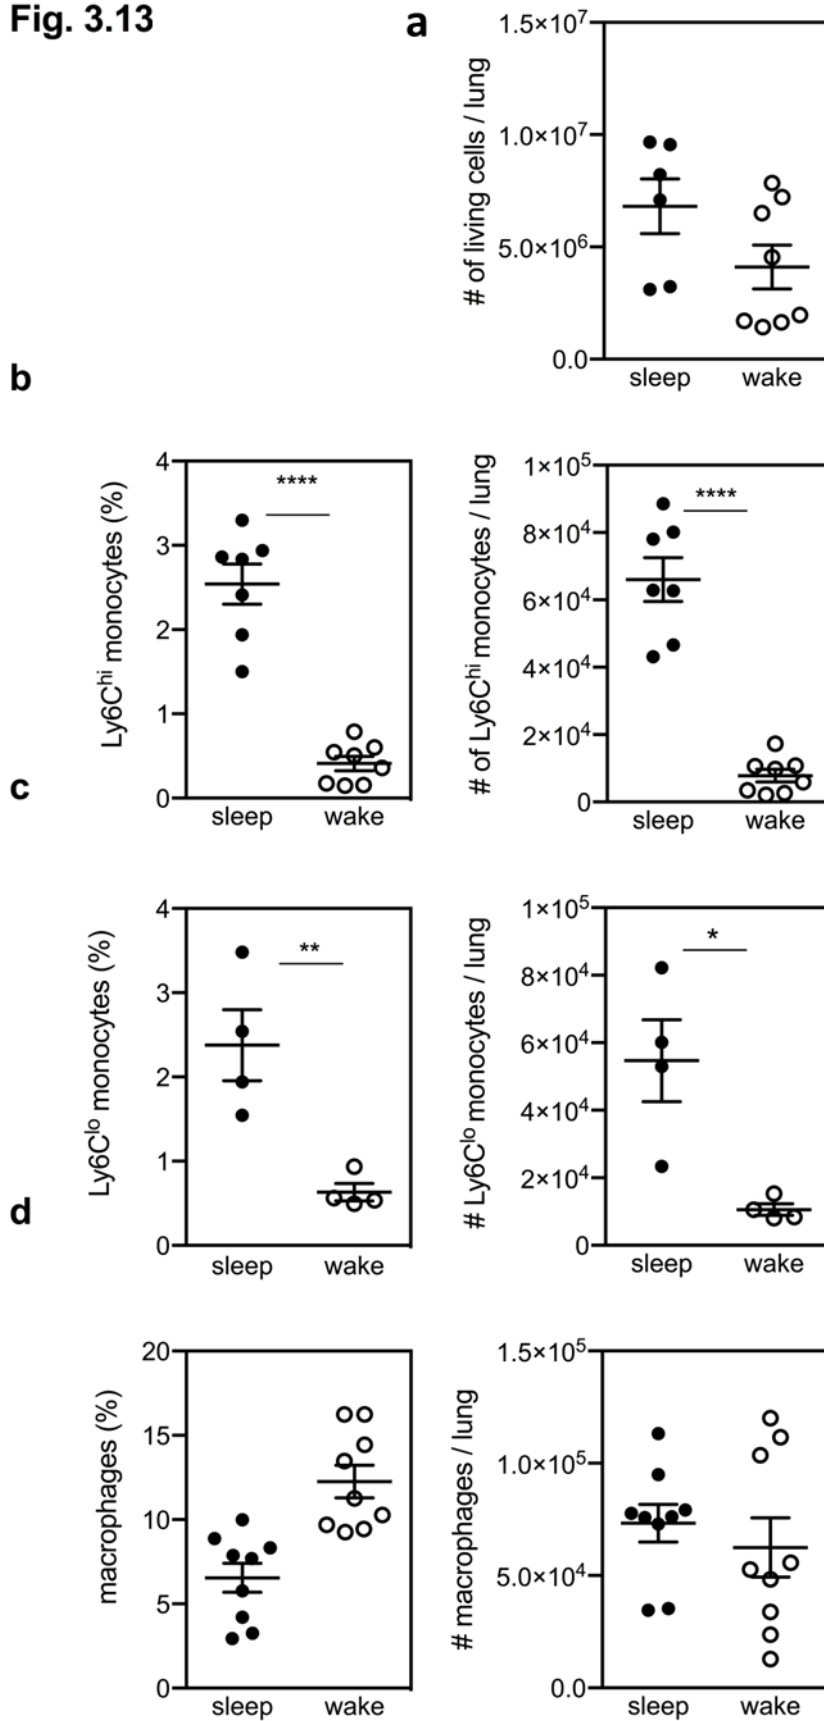 Fig. 3.13
a
# of living cells / lung
1.5×10⁷
1.0×10⁷
5.0×10⁶
0.0
sleep wake
b
Ly6Cʰⁱ monocytes (%)
4
3
2
1
0
****
sleep wake
# of Ly6Cʰⁱ monocytes / lung
1×10⁵
8×10⁴
6×10⁴
4×10⁴
2×10⁴
0
****
sleep wake
c
Ly6Cˡᵒ monocytes (%)
4
3
2
1
0
**
sleep wake
# Ly6Cˡᵒ monocytes / lung
1×10⁵
8×10⁴
6×10⁴
4×10⁴
2×10⁴
0
*
sleep wake
d
macrophages (%)
20
15
10
5
0
sleep wake
# macrophages / lung
1.5×10⁵
1.0×10⁵
5.0×10⁴
0.0
sleep wake